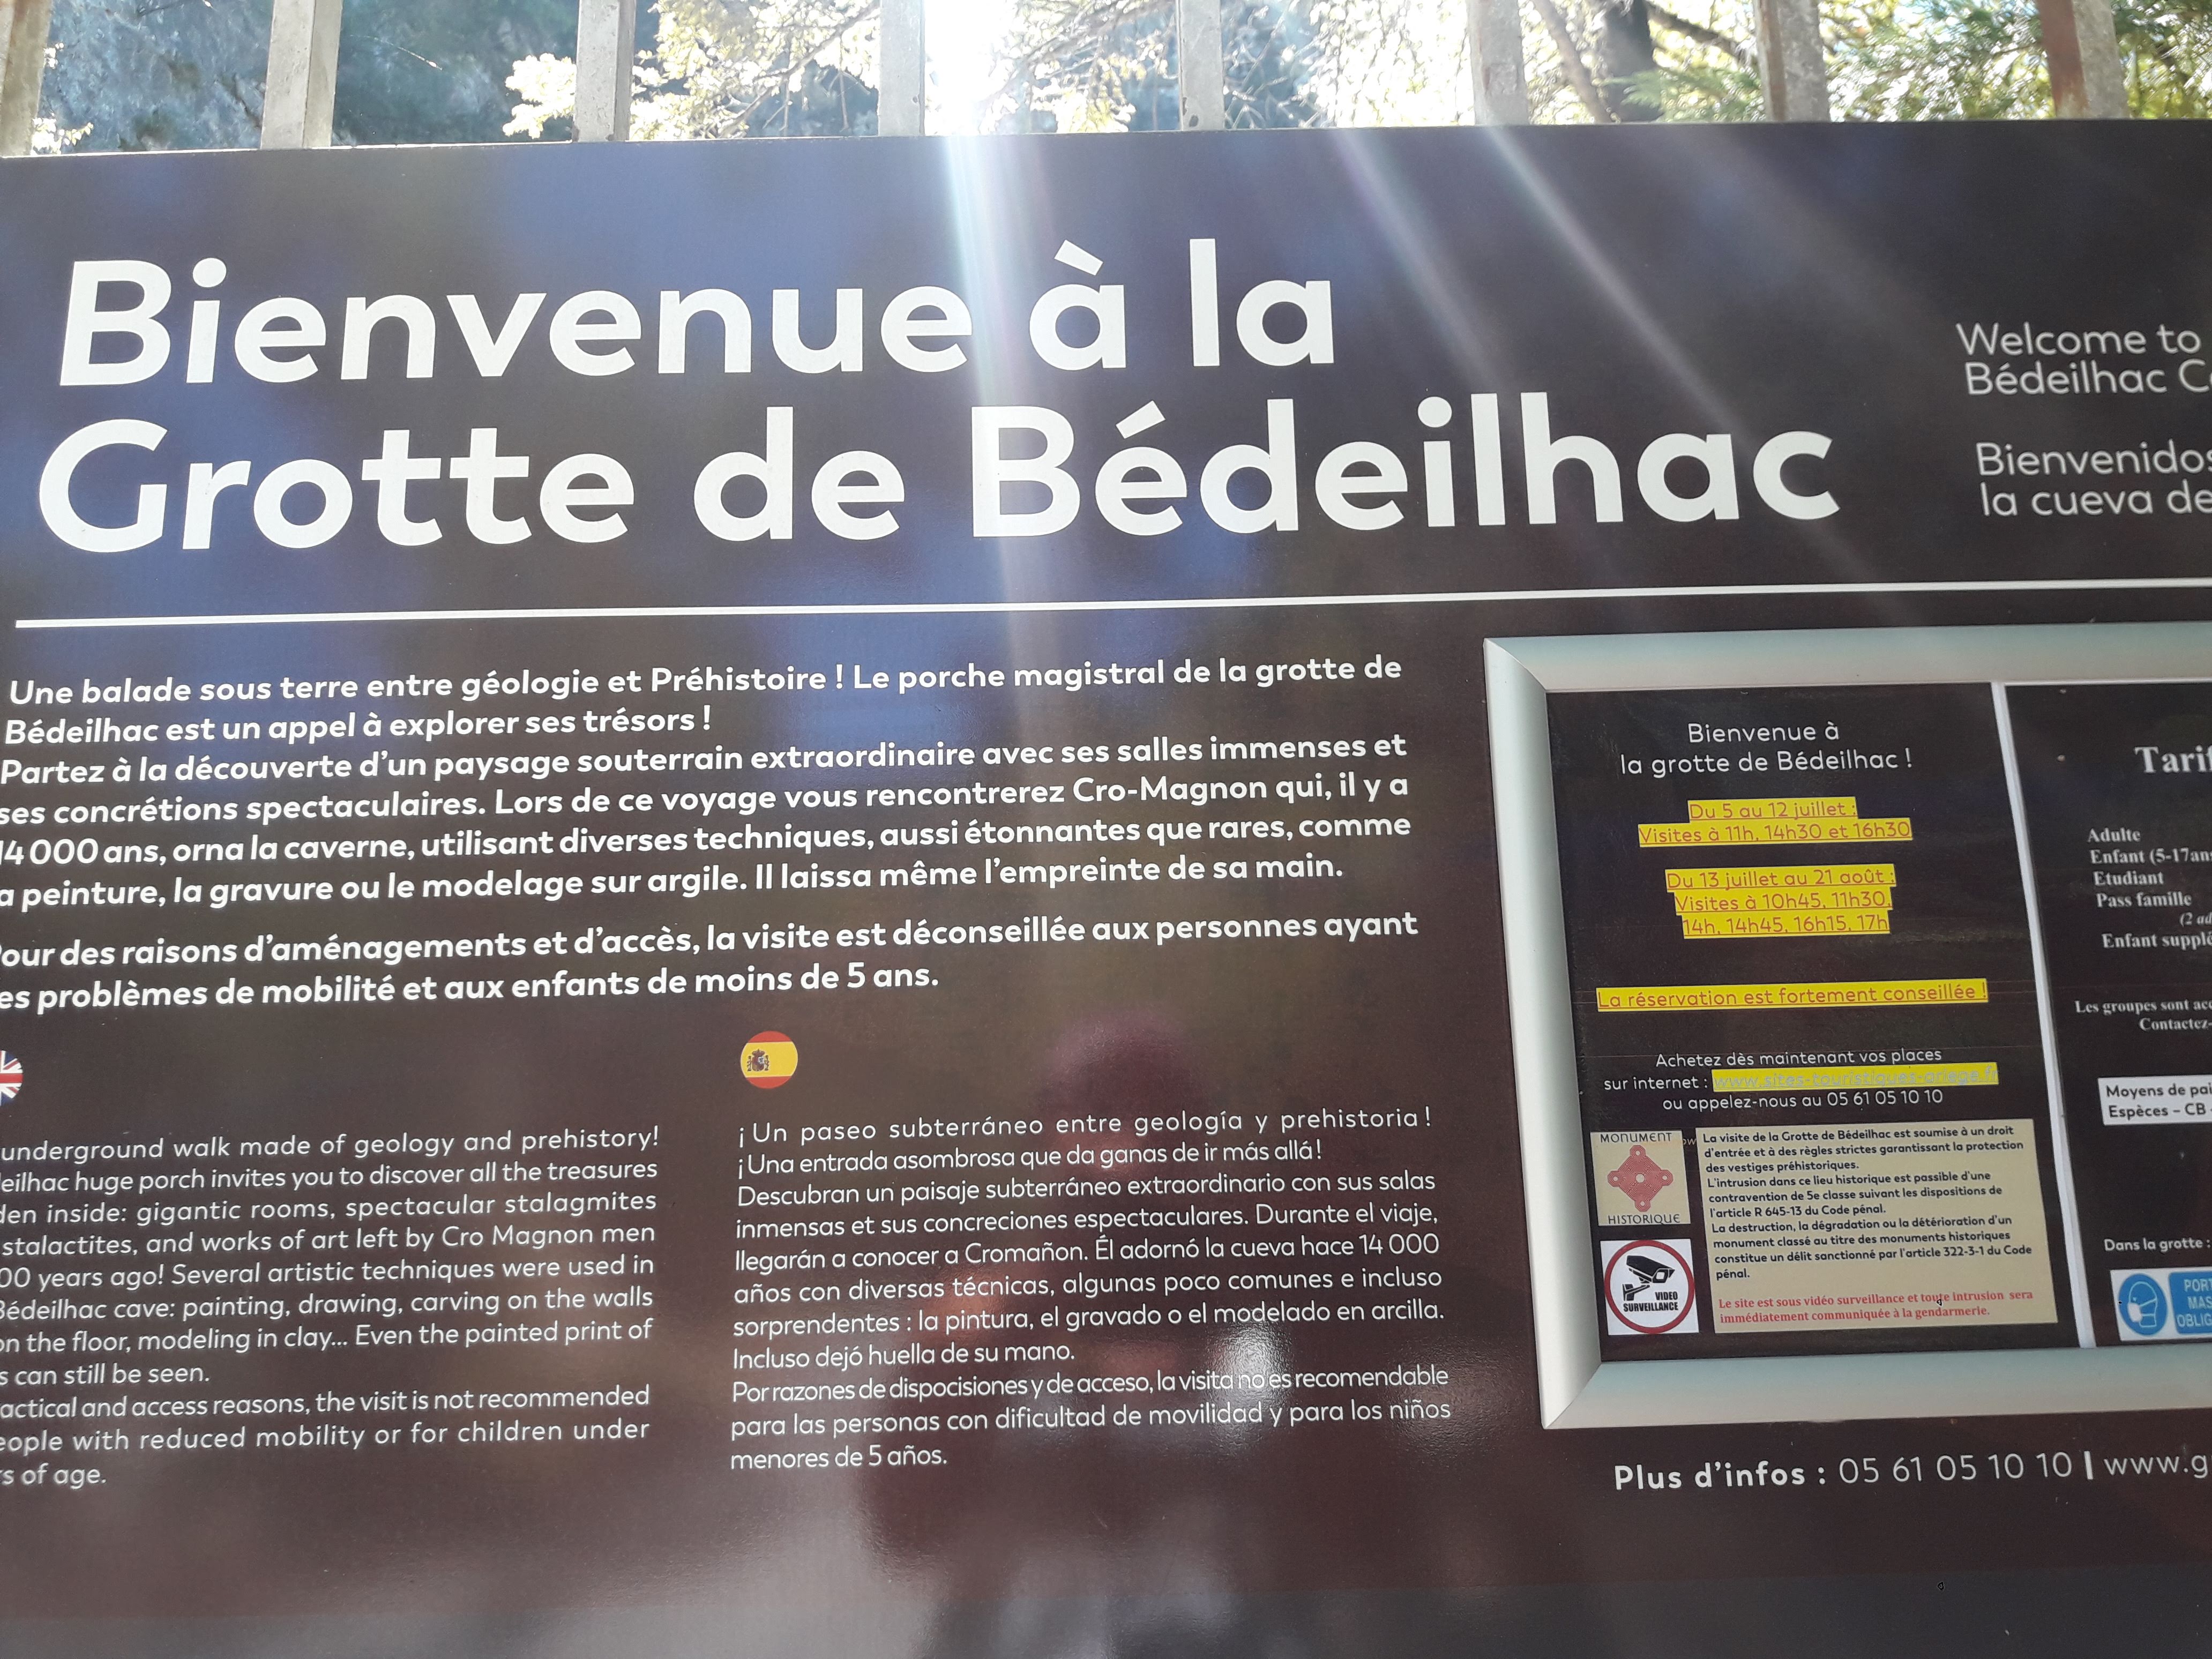 Bienvenue à la
Grotte de Bédeilhac
Welcome to
Bédeilhac
Bienvenidos
la cueva de
Une balade sous terre entre géologie et Préhistoire ! Le porche magistral de la grotte de
Bédeilhac est un appel à explorer ses trésors !
Partez à la découverte d'un paysage souterrain extraordinaire avec ses salles immenses et
ses concrétions spectaculaires. Lors de ce voyage vous rencontrerez Cro-Magnon qui, il y a
14 000 ans, orna la caverne, utilisant diverses techniques, aussi étonnantes que rares, comme
a peinture, la gravure ou le modelage sur argile. Il laissa même l'empreinte de sa main.
Pour des raisons d'aménagements et d'accès, la visite est déconseillée aux personnes ayant
es problèmes de mobilité et aux enfants de moins de 5 ans.
underground walk made of geology and prehistory!
eilhac huge porch invites you to discover all the treasures
den inside: gigantic rooms, spectacular stalagmites
stalactites, and works of art left by Cro Magnon men
00 years ago! Several artistic techniques were used in
Bédeilhac cave: painting, drawing, carving on the walls
on the floor, modeling in clay... Even the painted print of
s can still be seen.
actical and access reasons, the visit is not recommended
eople with reduced mobility or for children under
s of age.
¡Un paseo subterráneo entre geología y prehistoria!
¡Una entrada asombrosa que da ganas de ir más allá!
Descubran un paisaje subterráneo extraordinario con sus salas
inmensas et sus concreciones espectaculares. Durante el viaje,
llegarán a conocer a Cromañon. Él adornó la cueva hace 14 000
años con diversas técnicas, algunas poco comunes e incluso
sorprendentes : la pintura, el gravado o el modelado en arcilla.
Incluso dejó huella de su mano.
Por razones de dispocisiones y de acceso, la visita no es recomendable
para las personas con dificultad de movilidad y para los niños
menores de 5 años.
Bienvenue à
la grotte de Bédeilhac !
Du 5 au 12 juillet :
Visites à 11h, 14h30 et 16h30
Du 13 juillet au 21 août :
Visites à 10h45, 11h30,
14h, 14h45, 16h15, 17h
La réservation est fortement conseillée !
Achetez dès maintenant vos places
sur internet : www.sites-touristiques-ariege.fr
ou appelez-nous au 05 61 05 10 10
MONUMENT
HISTORIQUE
VIDEO
SURVEILLANCE
La visite de la Grotte de Bédeilhac est soumise à un droit
d'entrée et à des règles strictes garantissant la protection
des vestiges préhistoriques.
L'intrusion dans ce lieu historique est passible d'une
contravention de 5e classe suivant les dispositions de
l'article R 645-13 du Code pénal.
La destruction, la dégradation ou la détérioration d'un
monument classé au titre des monuments historiques
constitue un délit sanctionné par l'article 322-3-1 du Code
pénal.
Le site est sous vidéo surveillance et toute intrusion sera
immédiatement communiquée à la gendarmerie.
Tarif
Adulte
Enfant (5-17ans
Etudiant
Pass famille
(2 ad
Enfant supplé
Les groupes sont acc
Contactez-
Moyens de pai
Espèces – CB
Dans la grotte :
PORT
MAS
OBLIG
Plus d'infos : 05 61 05 10 10 | www.g